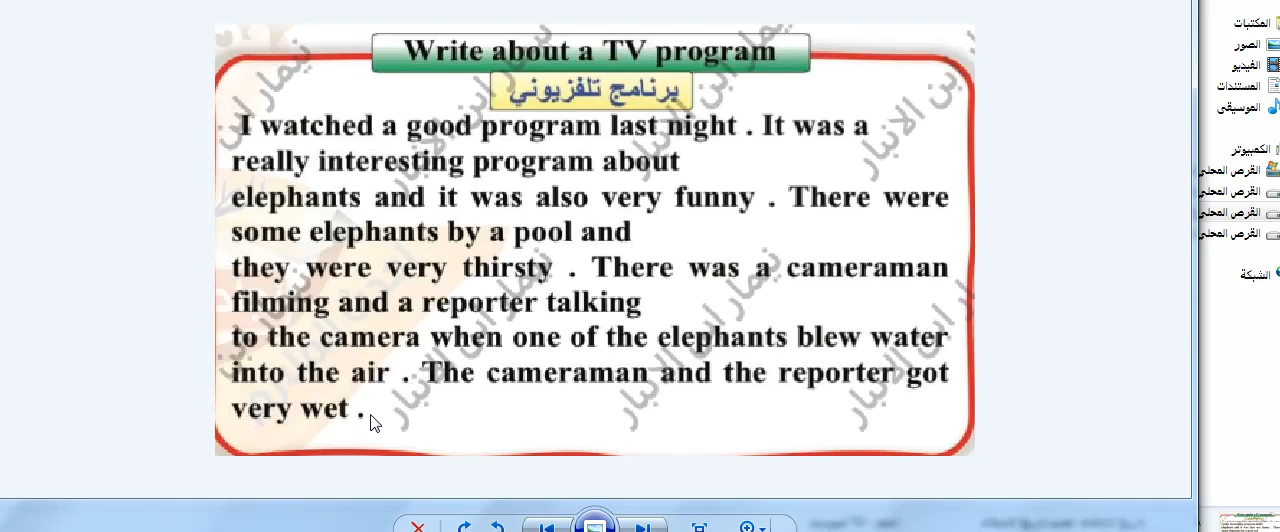 Write about a TV program
برنامج تلفزيوني
I watched a good program last night . It was a
really interesting program about
elephants and it was also very funny . There were
some elephants by a pool and
they were very thirsty . There was a cameraman
filming and a reporter talking
to the camera when one of the elephants blew water
into the air . The cameraman and the reporter got
very wet .
نيمار ابن الانبار
المكتبات
الصور
الفيديو
المستندات
الموسيقى
الكمبيوتر
القرص المحلي
القرص المحلي
القرص المحلي
القرص المحلي
الشبكة